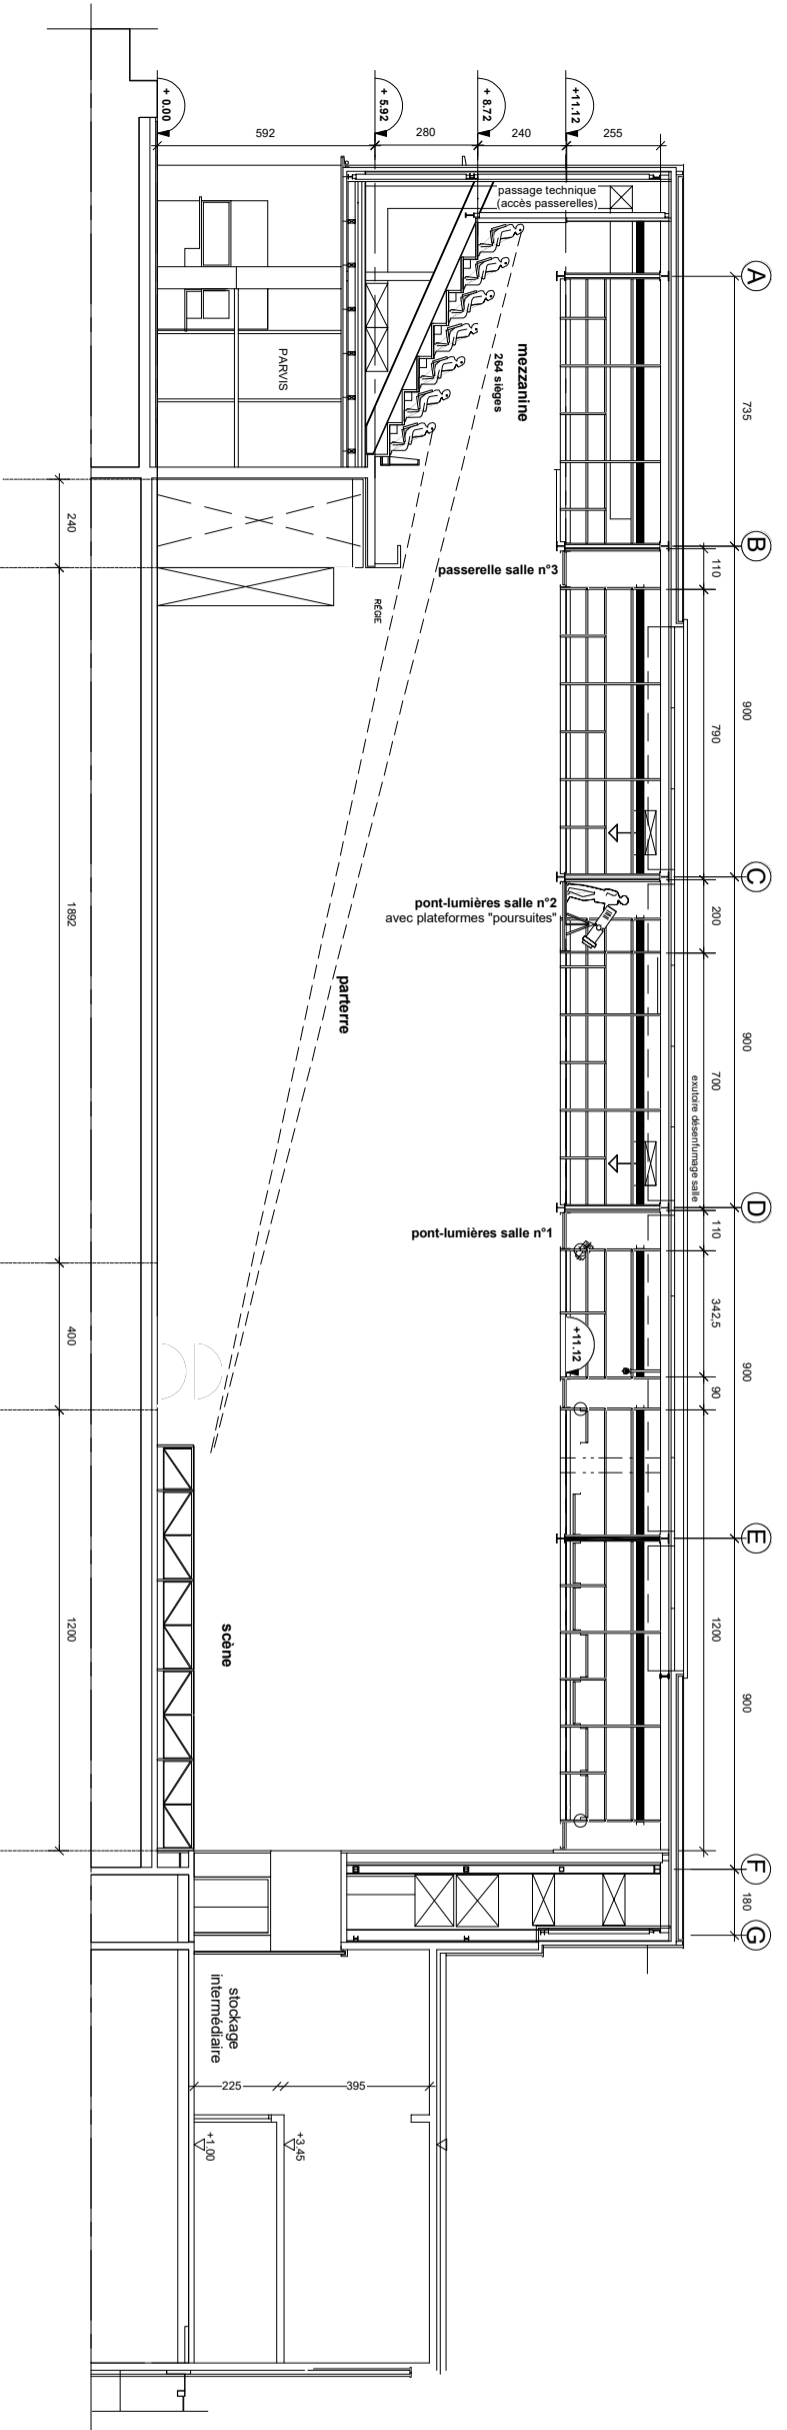 + 0.00
+ 5.92
+ 8.72
+11.12
592
280
240
255
passage technique
(accès passerelles)
A
735
PARVIS
mezzanine
264 sièges
240
B
passerelle salle n°3
110
RÉGIE
900
790
C
pont-lumières salle n°2
avec plateformes "poursuites"
200
1892
parterre
900
700
exutoire désenfumage salle
D
pont-lumières salle n°1
110
342,5
+11.12
400
900
90
E
scène
1200
1200
900
F
180
G
stockage
intermédiaire
225
395
+1.00
+3.45